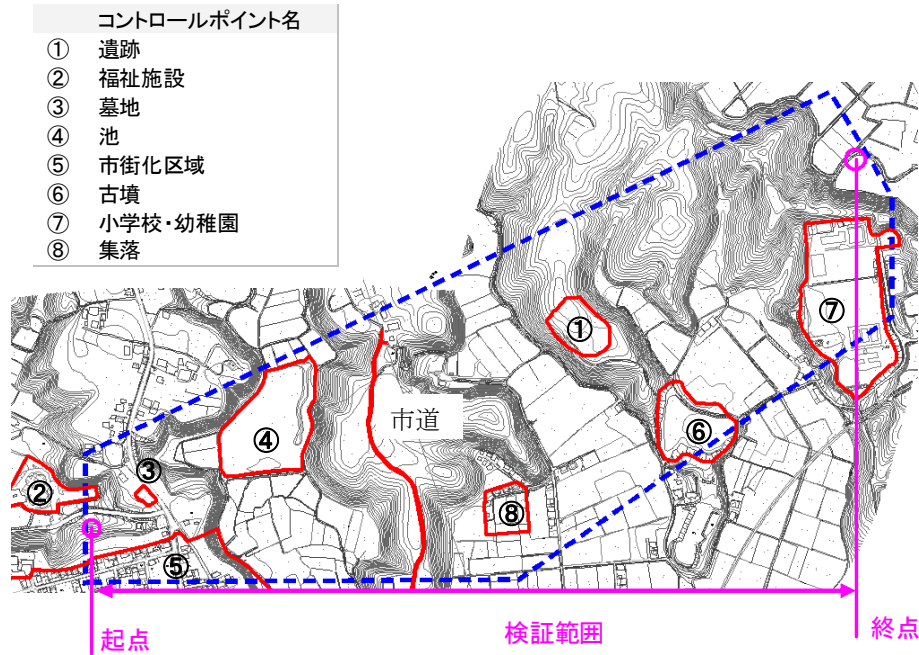 コントロールポイント名
① 遺跡
② 福祉施設
③ 墓地
④ 池
⑤ 市街化区域
⑥ 古墳
⑦ 小学校・幼稚園
⑧ 集落
①
⑦
市道
⑥
④
③
②
⑧
⑤
起点
検証範囲
終点